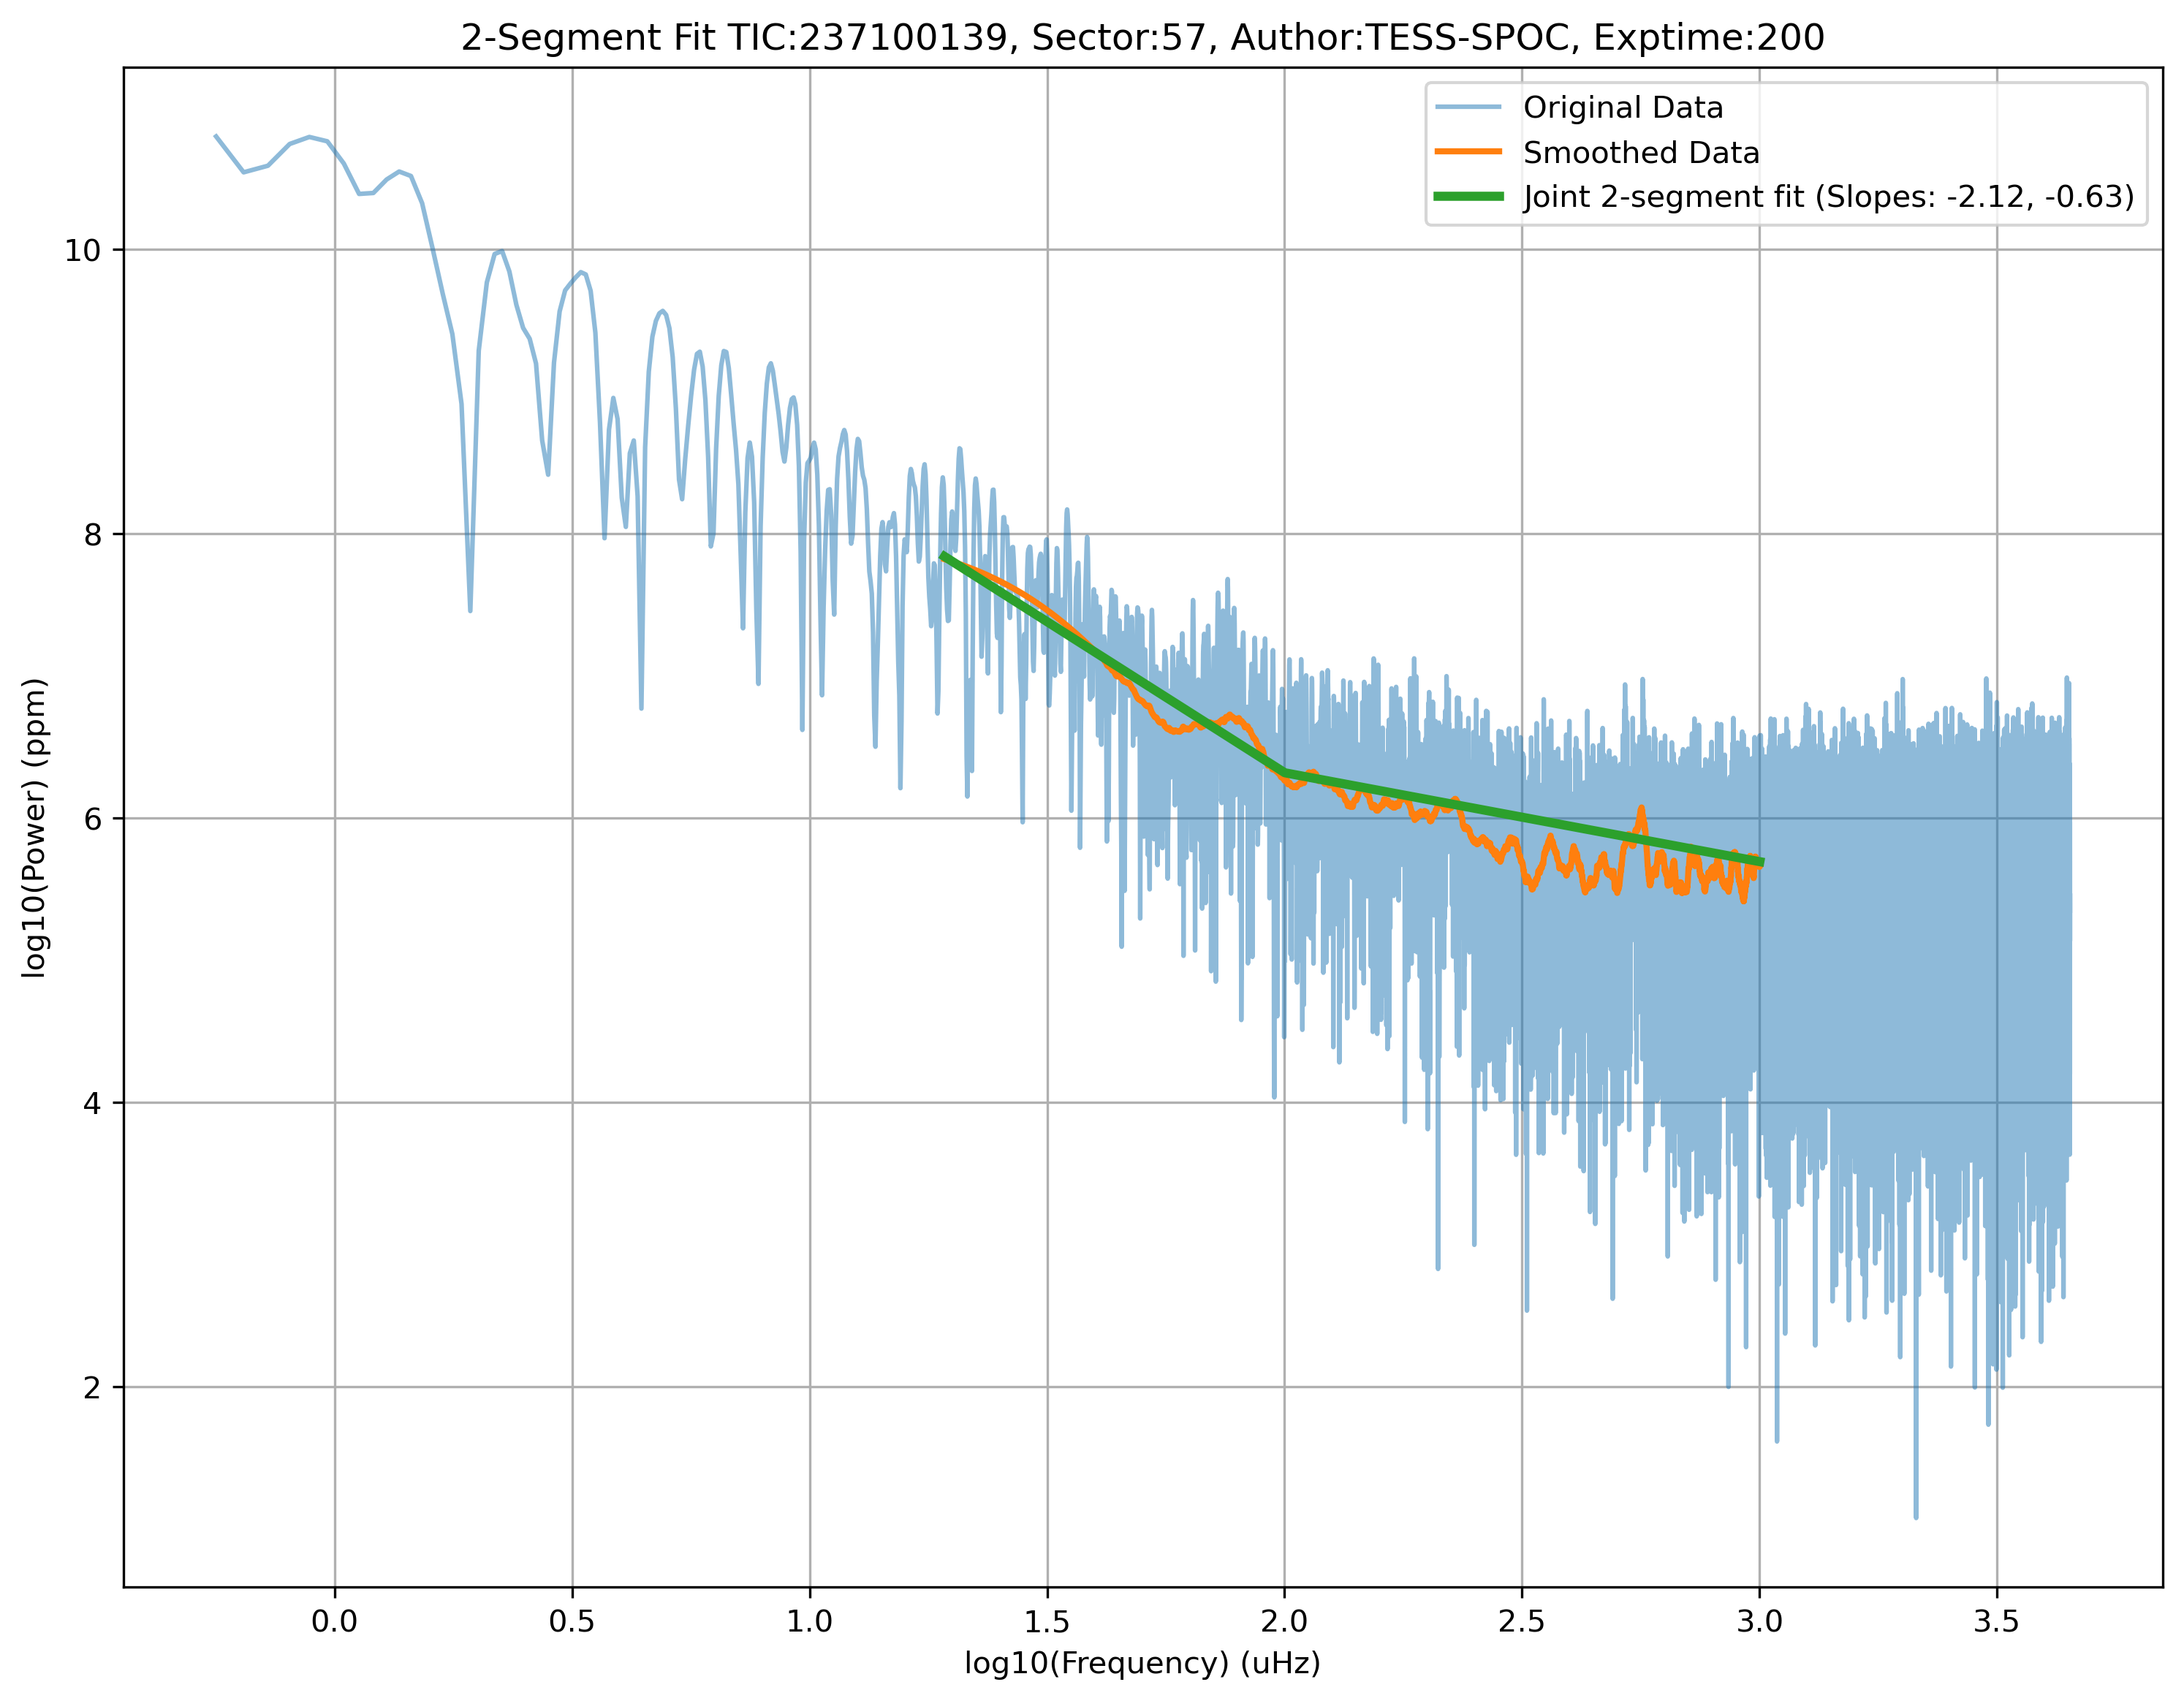 2-Segment Fit TIC:237100139, Sector:57, Author:TESS-SPOC, Exptime:200
Original Data
Smoothed Data
Joint 2-segment fit (Slopes: -2.12, -0.63)
log10(Power) (ppm)
10
8
6
4
2
0.0 0.5 1.0 1.5 2.0 2.5 3.0 3.5
log10(Frequency) (uHz)